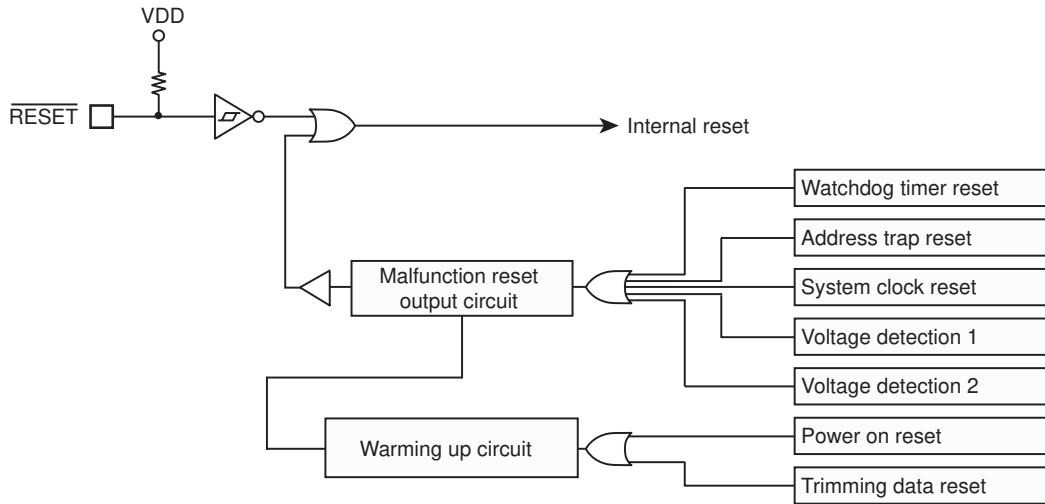 VDD
RESET
Internal reset
Watchdog timer reset
Address trap reset
Malfunction reset
output circuit
System clock reset
Voltage detection 1
Voltage detection 2
Warming up circuit
Power on reset
Trimming data reset